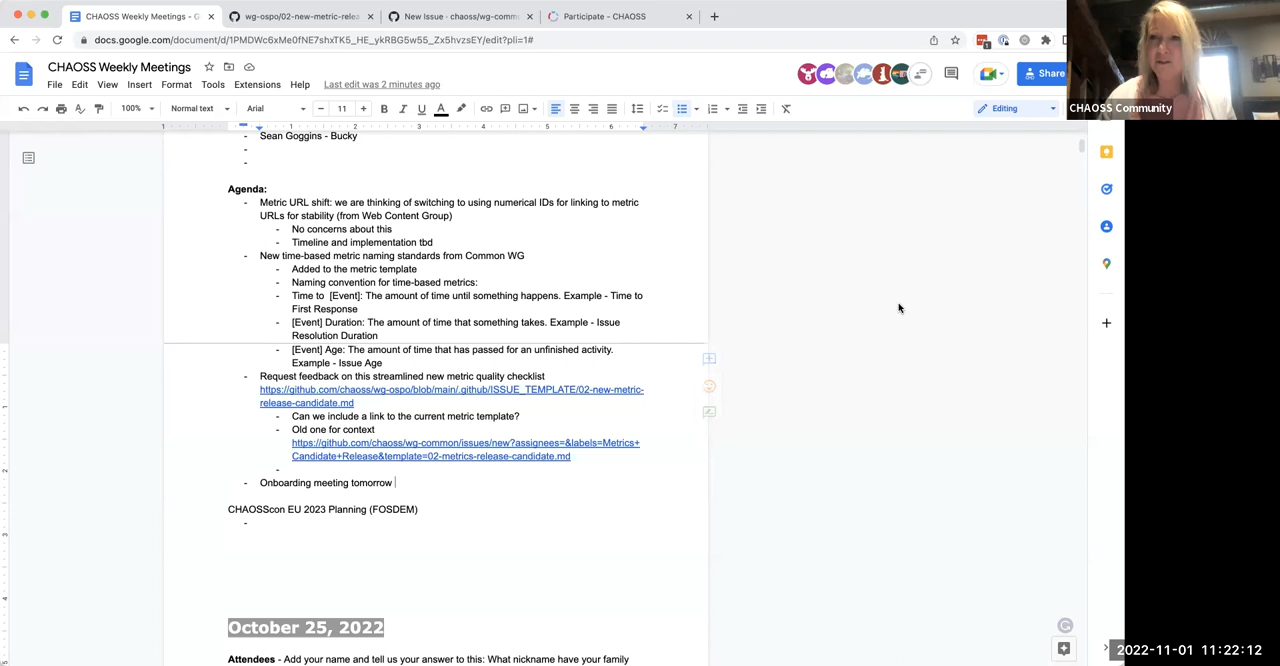 CHAOSS Weekly Meetings - G
wg-ospo/02-new-metric-relea
New Issue · chaoss/wg-comm
Participate - CHAOSS
docs.google.com/document/d/1PMDWc6xMe0fNE7shxTK5_HE_ykRBG5w55_Zx5hvzsEY/edit?pli=1#
CHAOSS Weekly Meetings
File Edit View Insert Format Tools Extensions Help Last edit was 2 minutes ago
Share
100% Normal text Arial 11 B I U A Editing
CHAOSS Community
1 1 2 3 4 5 6 7
- Sean Goggins - Bucky
-
-
Agenda:
- Metric URL shift: we are thinking of switching to using numerical IDs for linking to metric
URLs for stability (from Web Content Group)
- No concerns about this
- Timeline and implementation tbd
- New time-based metric naming standards from Common WG
- Added to the metric template
- Naming convention for time-based metrics:
- Time to [Event]: The amount of time until something happens. Example - Time to
First Response
- [Event] Duration: The amount of time that something takes. Example - Issue
Resolution Duration
- [Event] Age: The amount of time that has passed for an unfinished activity.
Example - Issue Age
- Request feedback on this streamlined new metric quality checklist
https://github.com/chaoss/wg-ospo/blob/main/.github/ISSUE_TEMPLATE/02-new-metric-
release-candidate.md
- Can we include a link to the current metric template?
- Old one for context
https://github.com/chaoss/wg-common/issues/new?assignees=&labels=Metrics+
Candidate+Release&template=02-metrics-release-candidate.md
-
- Onboarding meeting tomorrow
CHAOSScon EU 2023 Planning (FOSDEM)
-
October 25, 2022
Attendees - Add your name and tell us your answer to this: What nickname have your family
2022-11-01 11:22:12